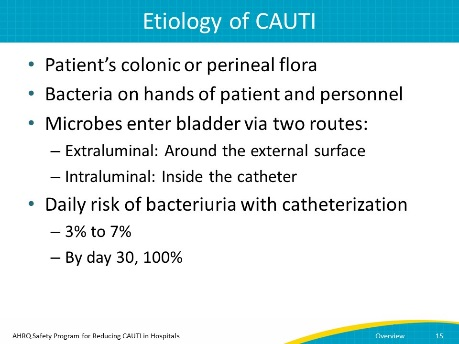 Etiology of CAUTI
• Patient’s colonic or perineal flora
• Bacteria on hands of patient and personnel
• Microbes enter bladder via two routes:
– Extraluminal: Around the external surface
– Intraluminal: Inside the catheter
• Daily risk of bacteriuria with catheterization
– 3% to 7%
– By day 30, 100%
AHRQ Safety Program for Reducing CAUTI in Hospitals Overview 15